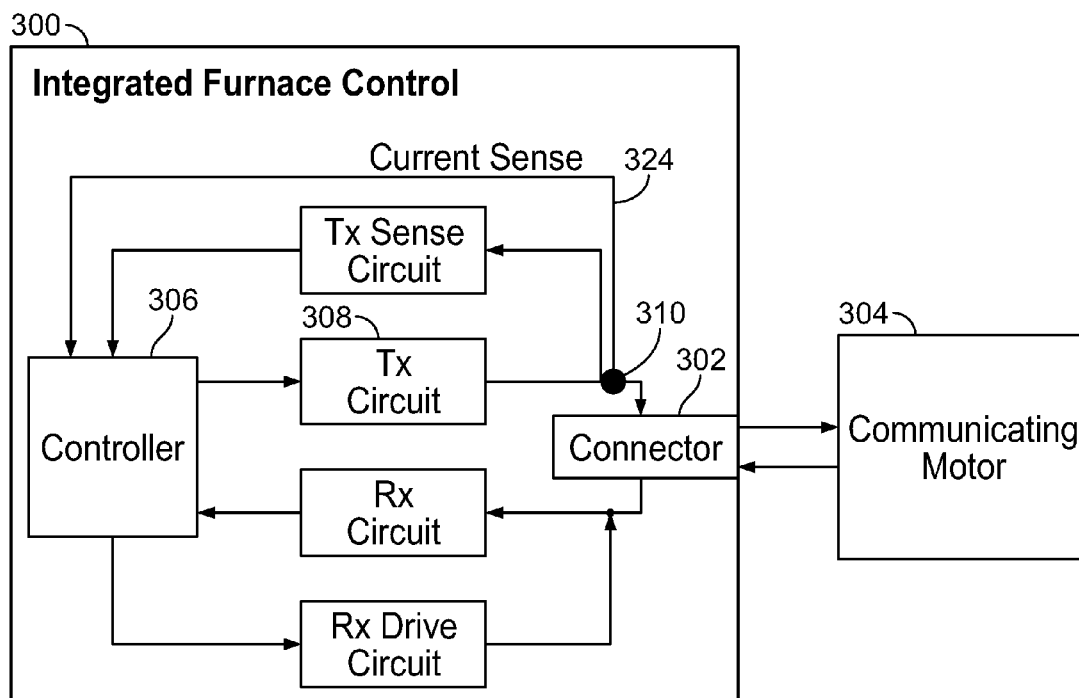 300
Integrated Furnace Control
Current Sense
324
Tx Sense
Circuit
306
308
310
304
302
Tx
Circuit
Controller
Connector
Communicating
Motor
Rx
Circuit
Rx Drive
Circuit